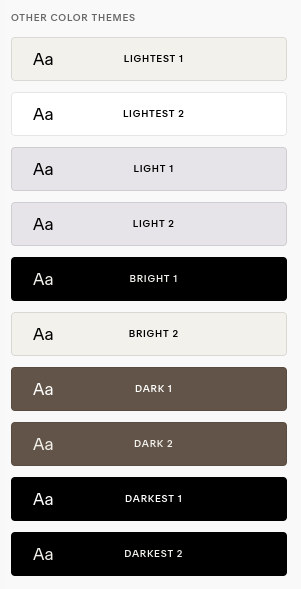 OTHER COLOR THEMES
Aa LIGHTEST 1
Aa LIGHTEST 2
Aa LIGHT 1
Aa LIGHT 2
Aa BRIGHT 1
Aa BRIGHT 2
Aa DARK 1
Aa DARK 2
Aa DARKEST 1
Aa DARKEST 2